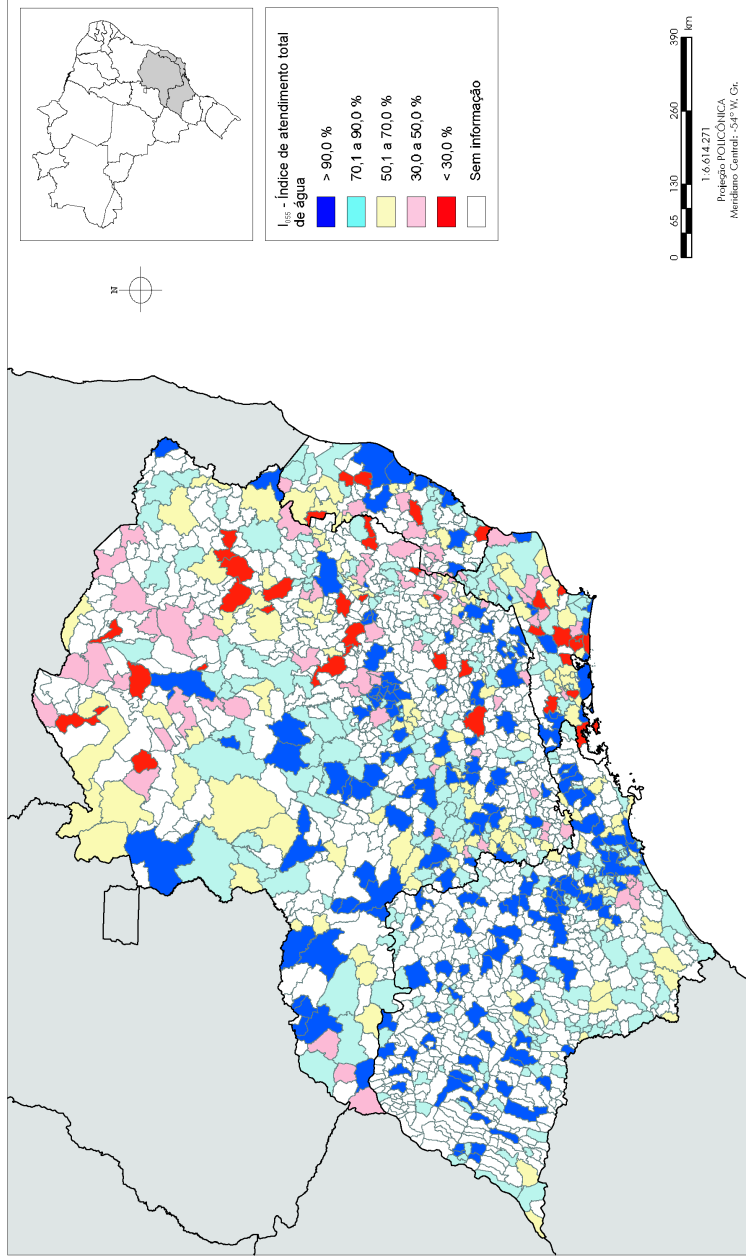 I055 - Índice de atendimento total
de água
> 90,0 %
70,1 a 90,0 %
50,1 a 70,0 %
30,0 a 50,0 %
< 30,0 %
Sem informação
N
0 65 130 260 390
km
1:6.614.271
Projeção POLICÔNICA
Meridiano Central: -54° W. Gr.